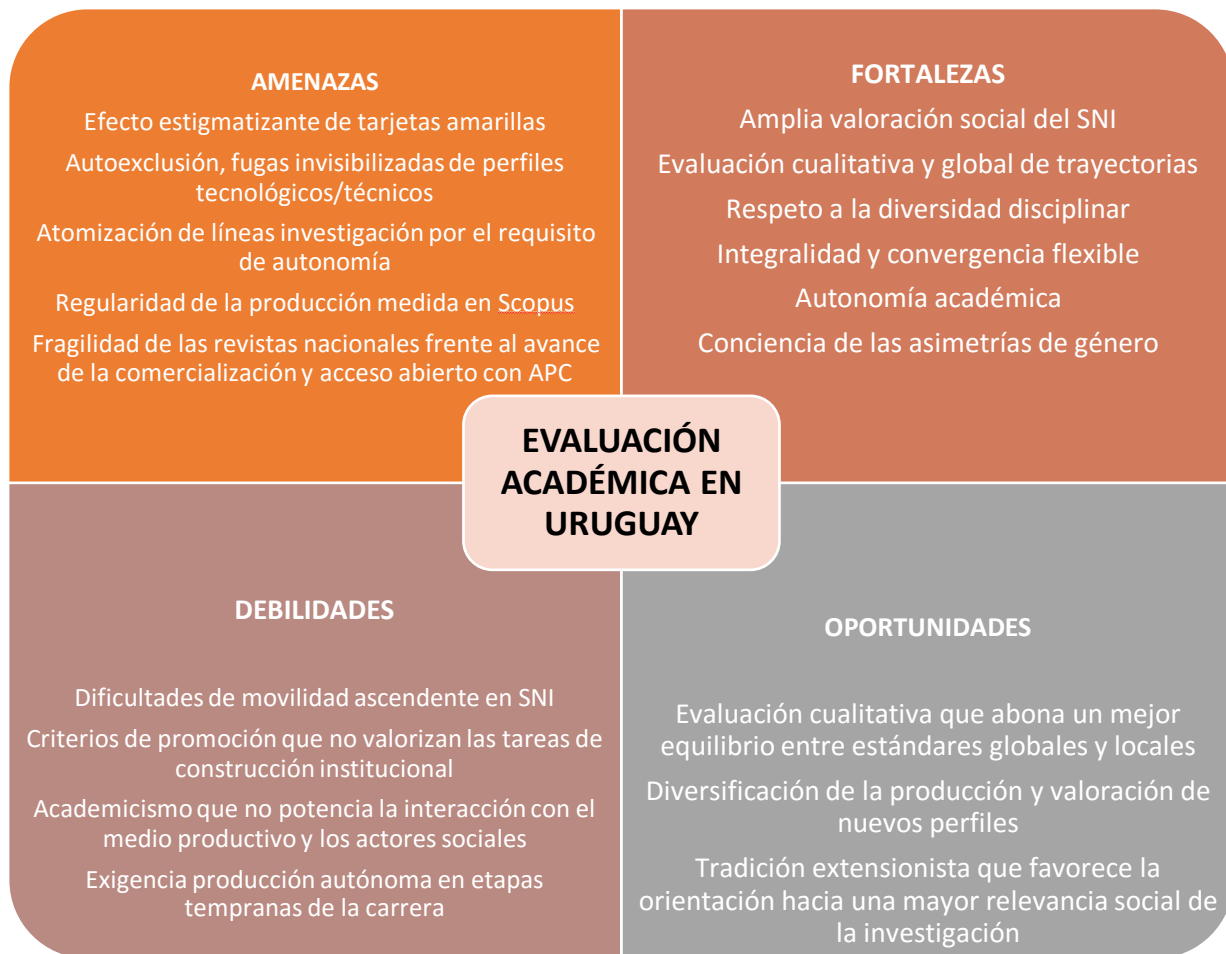 AMENAZAS
Efecto estigmatizante de tarjetas amarillas
Autoexclusión, fugas invisibilizadas de perfiles
tecnológicos/técnicos
Atomización de líneas investigación por el requisito
de autonomía
Regularidad de la producción medida en Scopus
Fragilidad de las revistas nacionales frente al avance
de la comercialización y acceso abierto con APC
FORTALEZAS
Amplia valoración social del SNI
Evaluación cualitativa y global de trayectorias
Respeto a la diversidad disciplinar
Integralidad y convergencia flexible
Autonomía académica
Conciencia de las asimetrías de género
EVALUACIÓN
ACADÉMICA EN
URUGUAY
DEBILIDADES
Dificultades de movilidad ascendente en SNI
Criterios de promoción que no valorizan las tareas de
construcción institucional
Academicismo que no potencia la interacción con el
medio productivo y los actores sociales
Exigencia producción autónoma en etapas
tempranas de la carrera
OPORTUNIDADES
Evaluación cualitativa que abona un mejor
equilibrio entre estándares globales y locales
Diversificación de la producción y valoración de
nuevos perfiles
Tradición extensionista que favorece la
orientación hacia una mayor relevancia social de
la investigación